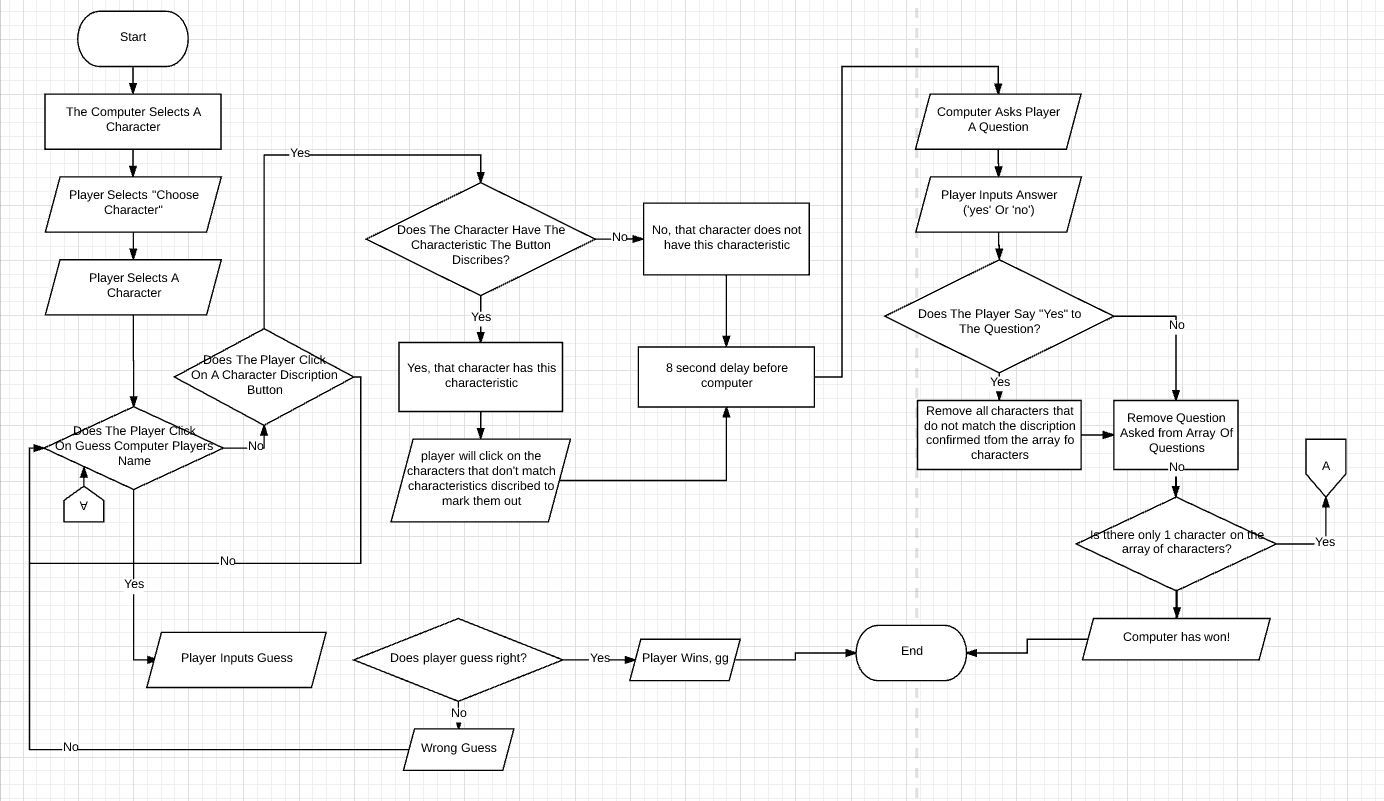 Start
The Computer Selects A
Character
Player Selects "Choose
Character"
Player Selects A
Character
Does The Player Click
On Guess Computer Players
Name
A
Yes
No
Does The Player Click
On A Character Discription
Button
Yes
No
Does The Character Have The
Characteristic The Button
Discribes?
No
No, that character does not
have this characteristic
Yes
Yes, that character has this
characteristic
player will click on the
characters that don't match
characteristics discribed to
mark them out
8 second delay before
computer
Computer Asks Player
A Question
Player Inputs Answer
('yes' Or 'no')
Does The Player Say "Yes" to
The Question?
No
Yes
Remove all characters that
do not match the discription
confirmed tfom the array fo
characters
Remove Question
Asked from Array Of
Questions
No
Is tthere only 1 character on the
array of characters?
Yes
A
Computer has won!
End
Player Inputs Guess
Does player guess right?
Yes
Player Wins, gg
No
Wrong Guess
No